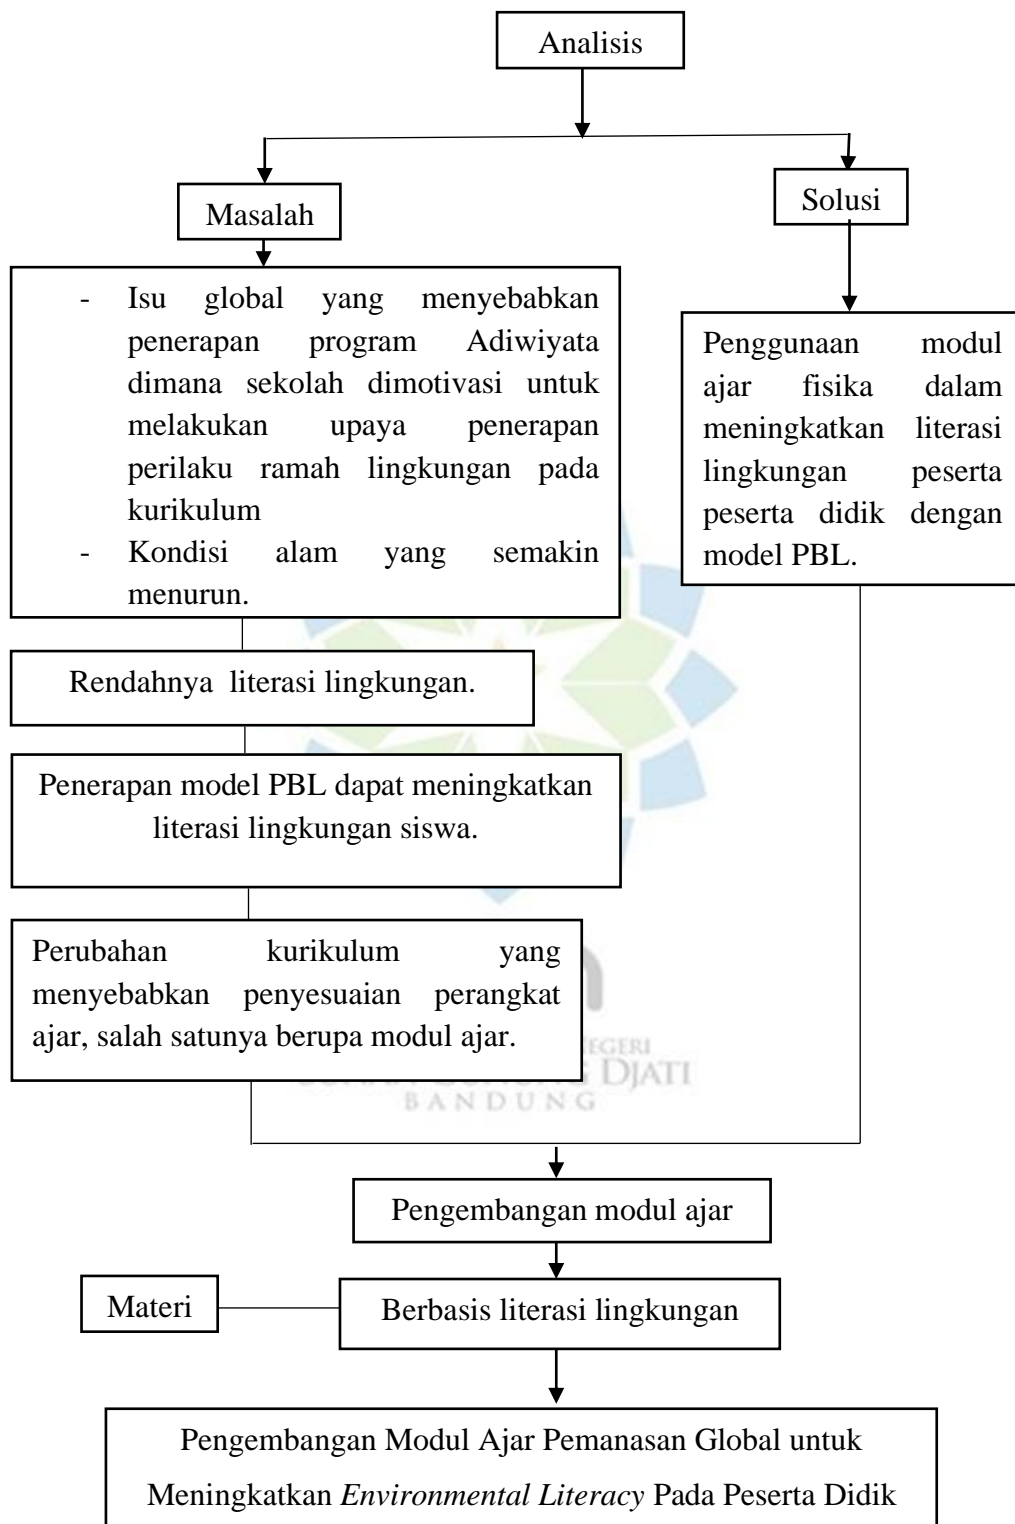 Analisis
Masalah
Solusi
- Isu global yang menyebabkan
penerapan program Adiwiyata
dimana sekolah dimotivasi untuk
melakukan upaya penerapan
perilaku ramah lingkungan pada
kurikulum
- Kondisi alam yang semakin
menurun.
Penggunaan modul
ajar fisika dalam
meningkatkan literasi
lingkungan peserta
peserta didik dengan
model PBL.
Rendahnya literasi lingkungan.
Penerapan model PBL dapat meningkatkan
literasi lingkungan siswa.
Perubahan kurikulum yang
menyebabkan penyesuaian perangkat
ajar, salah satunya berupa modul ajar.
DJATI
BANDUNG
Pengembangan modul ajar
Materi
Berbasis literasi lingkungan
Pengembangan Modul Ajar Pemanasan Global untuk
Meningkatkan Environmental Literacy Pada Peserta Didik